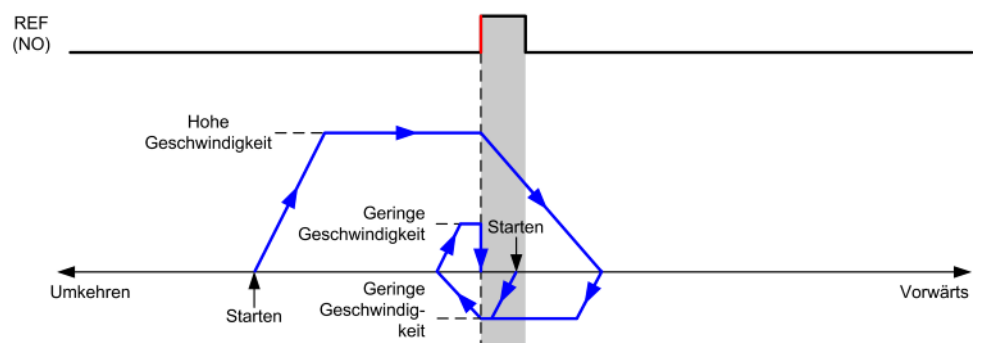 REF
(NO)
Hohe
Geschwindigkeit
Geringe
Geschwindigkeit
Starten
Umkehren
Starten
Geringe
Geschwindig-
keit
Vorwärts